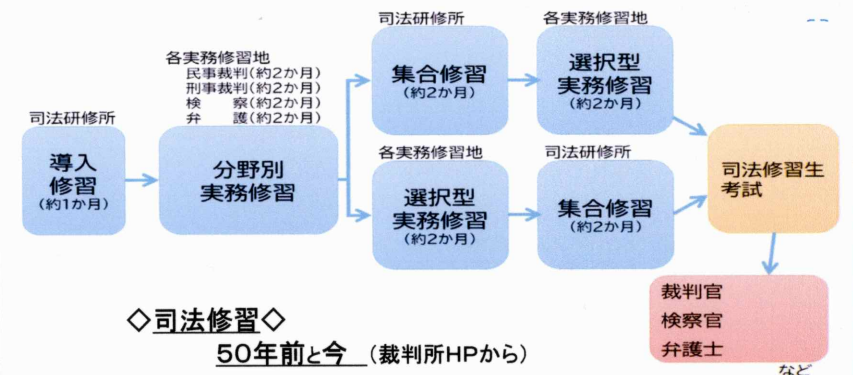 司法研修所
導入
修習
(約1か月)
各実務修習地
民事裁判(約2か月)
刑事裁判(約2か月)
検　察(約2か月)
弁　護(約2か月)
分野別
実務修習
司法研修所
集合修習
(約2か月)
各実務修習地
選択型
実務修習
(約2か月)
各実務修習地
選択型
実務修習
(約2か月)
司法研修所
集合修習
(約2か月)
司法修習生
考試
裁判官
検察官
弁護士
など
◇司法修習◇
50年前と今　(裁判所HPから)